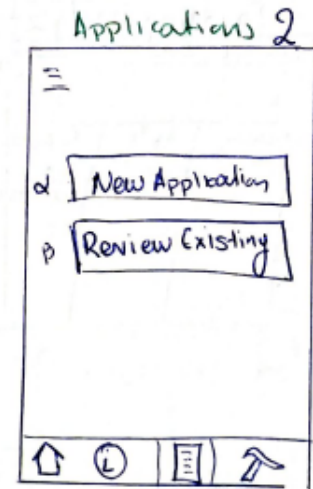 Applications 2
α New Application
β Review Existing
i